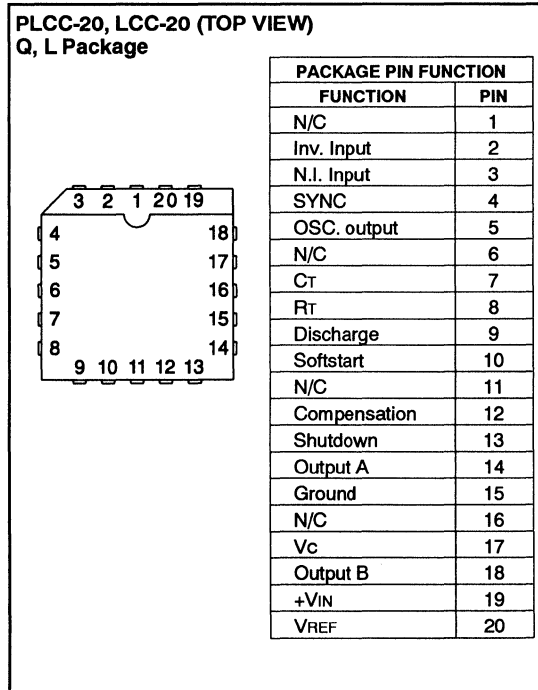 PLCC-20, LCC-20 (TOP VIEW)
Q, L Package
3 2 1 20 19
4 18
5 17
6 16
7 15
8 14
9 10 11 12 13
PACKAGE PIN FUNCTION
FUNCTION PIN
N/C 1
Inv. Input 2
N.I. Input 3
SYNC 4
OSC. output 5
N/C 6
CT 7
RT 8
Discharge 9
Softstart 10
N/C 11
Compensation 12
Shutdown 13
Output A 14
Ground 15
N/C 16
Vc 17
Output B 18
+VIN 19
VREF 20